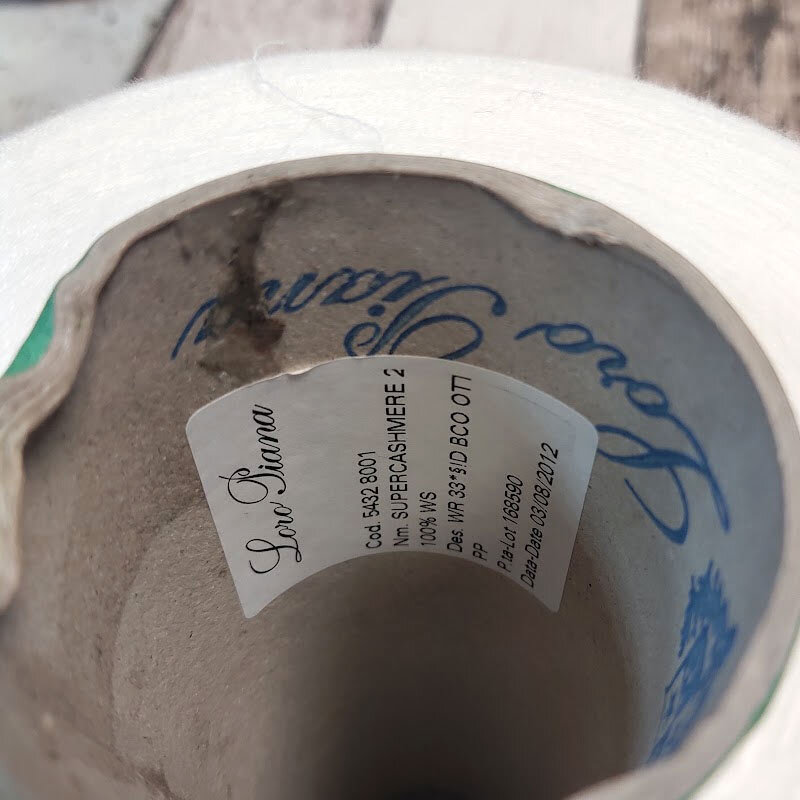 Loro Piana
Loro Piana
Cod. 5432 8001
Nm. SUPERCASHMERE 2
100% WS
Des. WR 33*§!D BCO OTT
PP
P.ta-Lot 168590
Data-Date 03/08/2012